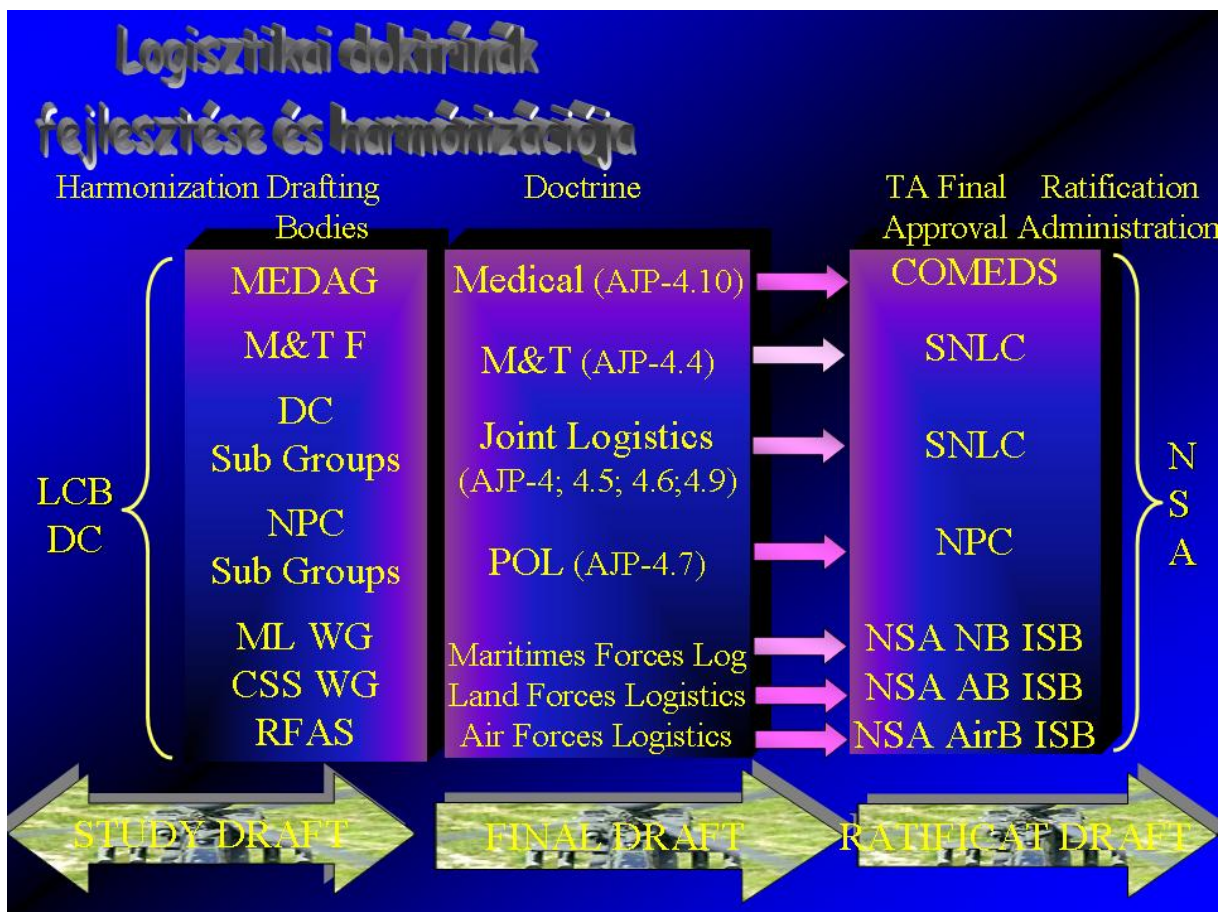 Logisztikai doktrínák
fejlesztése és harmónizációja
Harmonization
Drafting
Bodies
Doctrine
TA Final
Approval
Ratification
Administration
LCB
DC
MEDAG
M&T F
DC
Sub Groups
NPC
Sub Groups
ML WG
CSS WG
RFAS
Medical (AJP-4.10)
M&T (AJP-4.4)
Joint Logistics
(AJP-4; 4.5; 4.6;4.9)
POL (AJP-4.7)
Maritimes Forces Log
Land Forces Logistics
Air Forces Logistics
COMEDS
SNLC
SNLC
NPC
NSA NB ISB
NSA AB ISB
NSA AirB ISB
N
S
A
STUDY DRAFT
FINAL DRAFT
RATIFICAT DRAFT